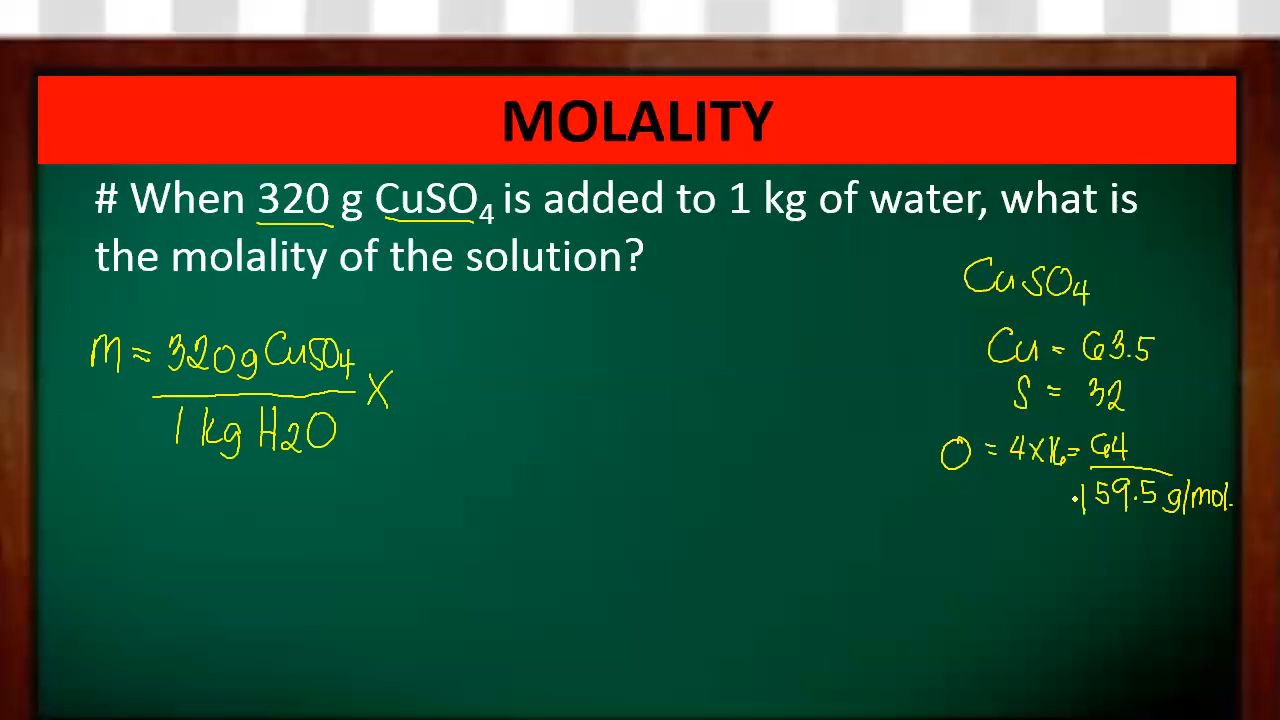 MOLALITY
# When 320 g CuSO₄ is added to 1 kg of water, what is
the molality of the solution?
CuSO₄
m = 320g CuSO₄
1 kg H2O
X
Cu = 63.5
S = 32
O = 4x16= 64
159.5 g/mol.